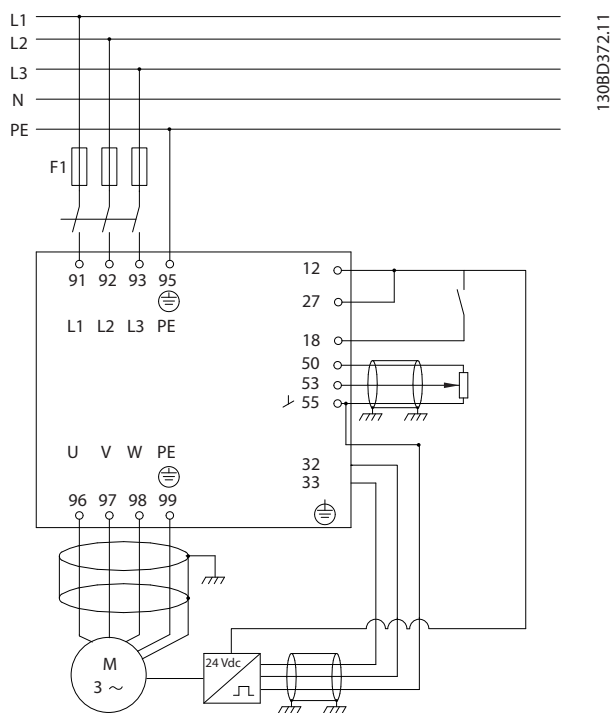 L1
L2
L3
N
PE
130BD372.11
F1
91 92 93 95
L1 L2 L3 PE
12
27
18
50
53
55
U V W PE
32
33
96 97 98 99
M
3 ~
24 Vdc